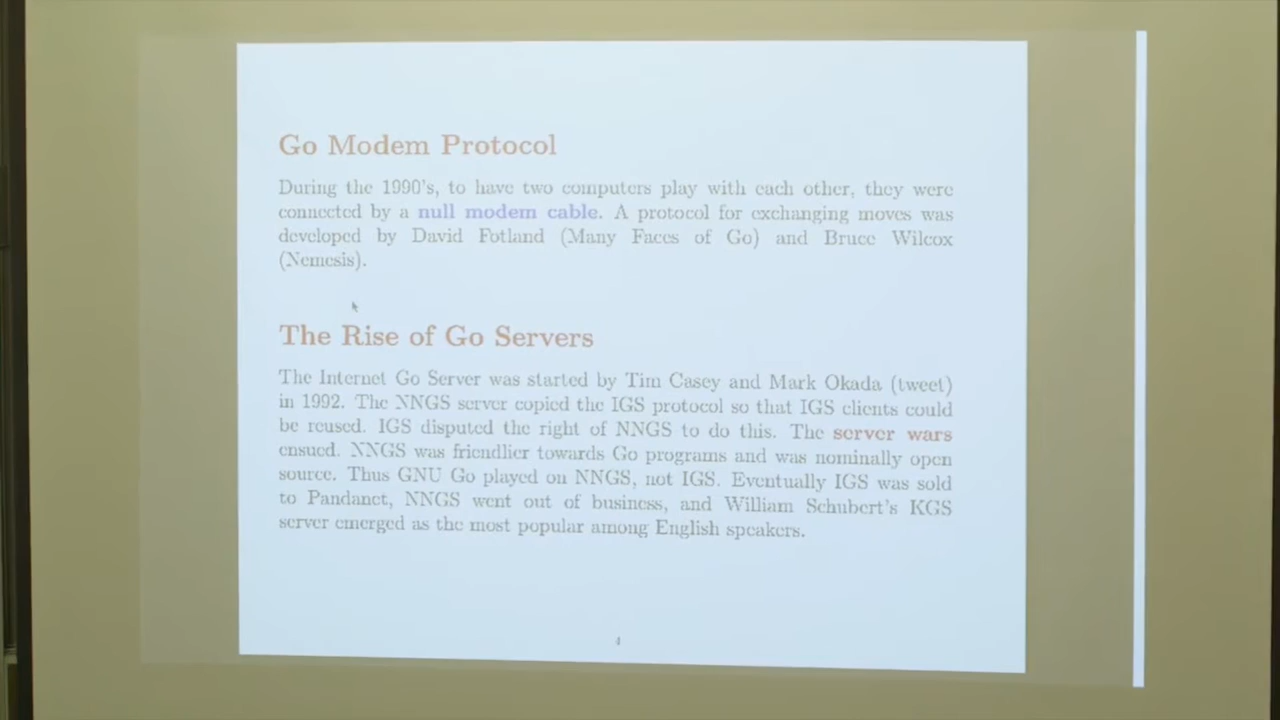 Go Modem Protocol
During the 1990's, to have two computers play with each other, they were
connected by a null modem cable. A protocol for exchanging moves was
developed by David Fotland (Many Faces of Go) and Bruce Wilcox
(Nemesis).
The Rise of Go Servers
The Internet Go Server was started by Tim Casey and Mark Okada (tweet)
in 1992. The NNGS server copied the IGS protocol so that IGS clients could
be reused. IGS disputed the right of NNGS to do this. The server wars
ensued. NNGS was friendlier towards Go programs and was nominally open
source. Thus GNU Go played on NNGS, not IGS. Eventually IGS was sold
to Pandanet, NNGS went out of business, and William Schubert's KGS
server emerged as the most popular among English speakers.
4